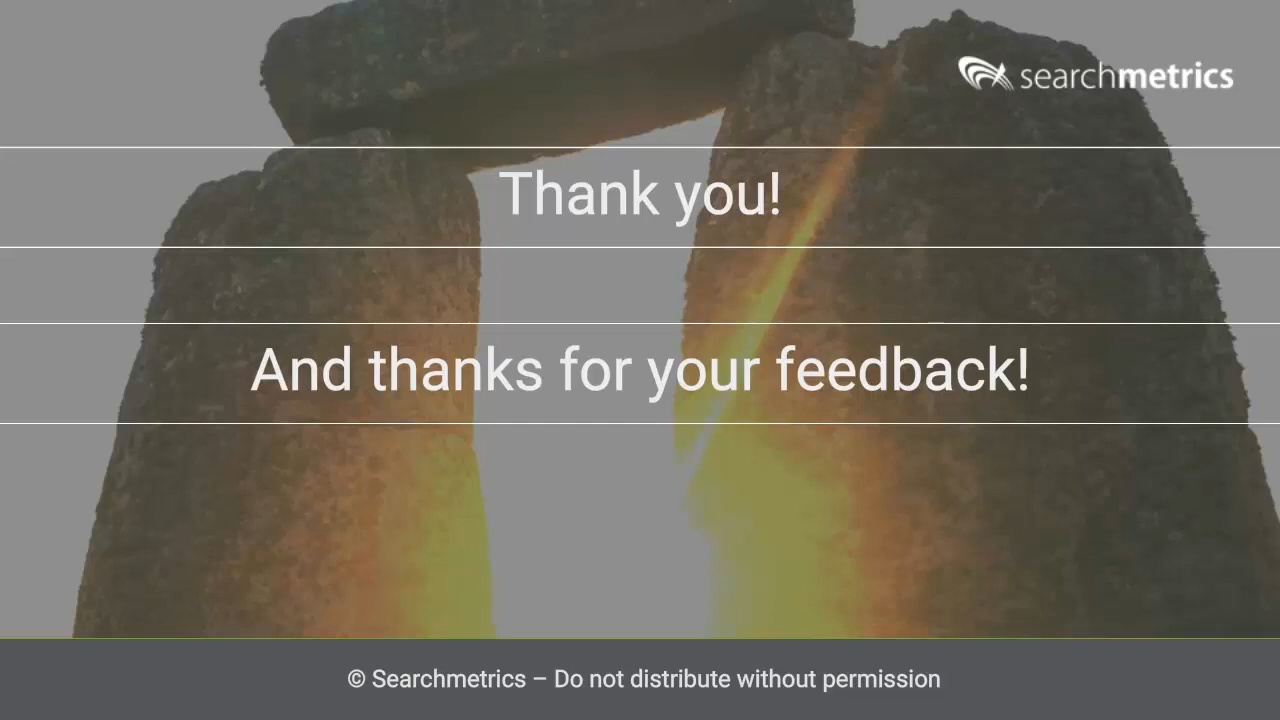 searchmetrics
Thank you!
And thanks for your feedback!
© Searchmetrics – Do not distribute without permission